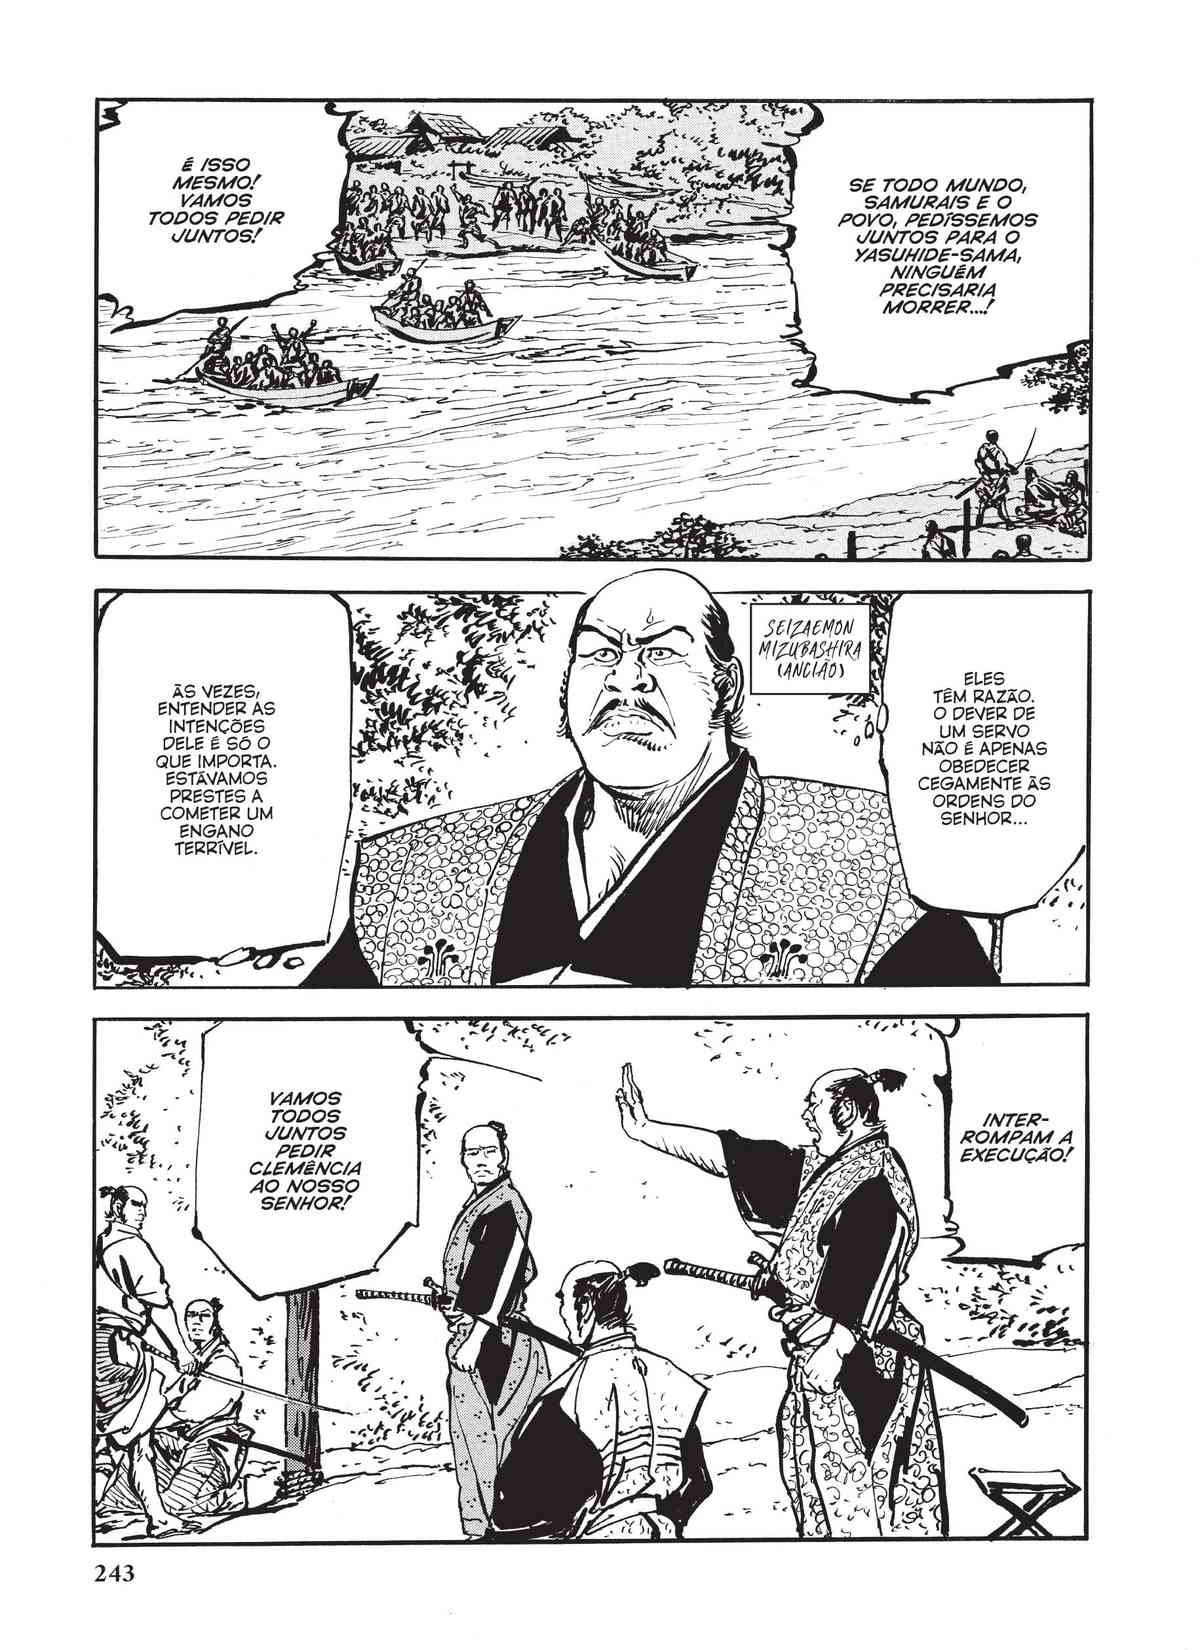 SE TODO MUNDO,
SAMURAIS E O
POVO, PEDÍSSEMOS
JUNTOS PARA O
YASUHIDE-SAMA,
NINGUÉM
PRECISARIA
MORRER...!
É ISSO
MESMO!
VAMOS
TODOS PEDIR
JUNTOS!
SEIZAEMON
MIZUBASHIRA
(ANCIÃO)
ELES
TÊM RAZÃO.
O DEVER DE
UM SERVO
NÃO É APENAS
OBEDECER
CEGAMENTE ÀS
ORDENS DO
SENHOR...
ÀS VEZES,
ENTENDER AS
INTENÇÕES
DELE É SÓ O
QUE IMPORTA.
ESTÁVAMOS
PRESTES A
COMETER UM
ENGANO
TERRÍVEL.
INTER-
ROMPAM A
EXECUÇÃO!
VAMOS
TODOS
JUNTOS
PEDIR
CLEMÊNCIA
AO NOSSO
SENHOR!
243